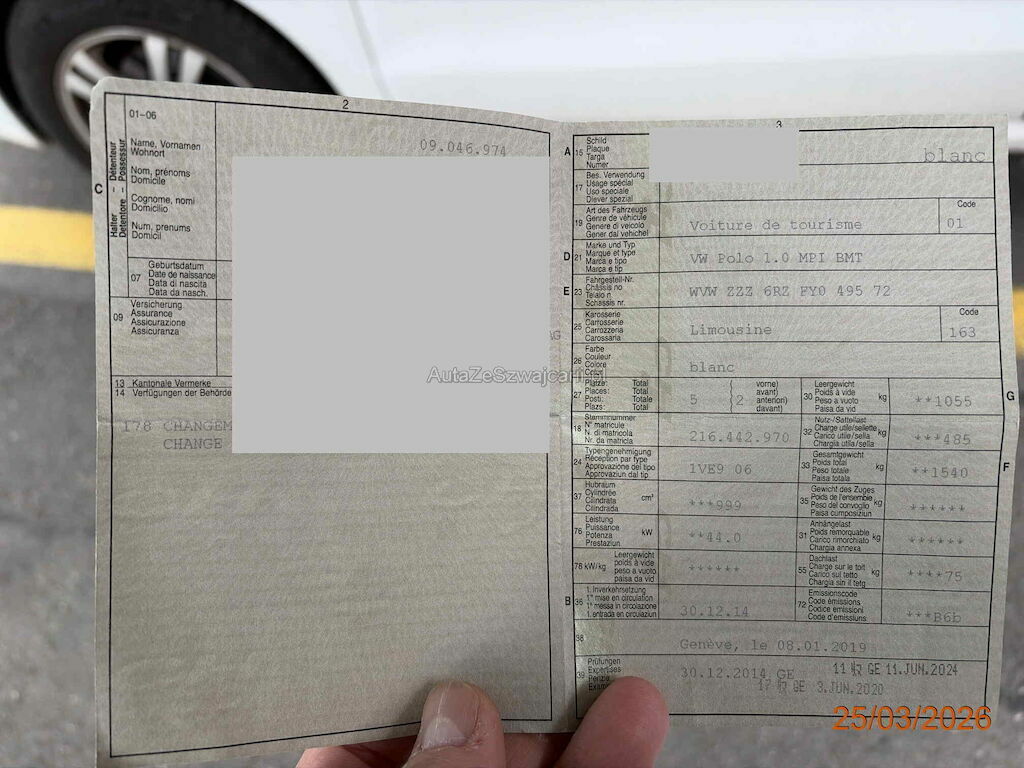 2
01-06
Name, Vornamen
Wohnort
09.046.974
Nom, prénoms
Domicile
Cognome, nomi
Domicilio
Num, prenums
Domicil
C
Halter - Détenteur
Detentore - Possessur
07
Geburtsdatum
Date de naissance
Data di nascita
Data da nasch.
09
Versicherung
Assurance
Assicurazione
Assicuranza
AG
13 Kantonale Vermerke
14 Verfügungen der Behörde
178 CHANGEM
CHANGE
3
A
15
Schild
Plaque
Targa
Numer
blanc
17
Bes. Verwendung
Usage spécial
Uso speciale
Diever spezial
19
Art des Fahrzeugs
Genre de véhicule
Genere di veicolo
Gener dal vehichel
Voiture de tourisme
Code
01
D
21
Marke und Typ
Marque et type
Marca e tipo
Marca e tip
VW Polo 1.0 MPI BMT
E
23
Fahrgestell-Nr.
Châssis no
Telaio n.
Schassis nr.
WVW ZZZ 6RZ FY0 495 72
25
Karosserie
Carrosserie
Carrozzeria
Carossaria
Limousine
Code
163
26
Farbe
Couleur
Colore
Colur
blanc
27
Plätze: Total
Places: Total
Posti: Totale
Plazs: Total
5 (2
vorne)
avant)
anteriori)
davant)
30
Leergewicht
Poids à vide
Peso a vuoto
Paisa da vid
kg
**1055
G
18
Stammnummer
N° matricule
N. di matricola
Nr. da matricla
216.442.970
32
Nutz-/Sattellast
Charge utile/sellette
Carico utile/sella
Chargia utila/sella
kg
***485
24
Typengenehmigung
Réception par type
Approvazione del tipo
Approvaziun dal tip
1VE9 06
33
Gesamtgewicht
Poids total
Peso totale
Paisa totala
kg
**1540
F
37
Hubraum
Cylindrée
Cilindrata
Cilindrada
cm³
***999
35
Gewicht des Zuges
Poids de l'ensemble
Peso del convoglio
Paisa cumposiziun
kg
******
76
Leistung
Puissance
Potenza
Prestaziun
kW
**44.0
31
Anhängelast
Poids remorquable
Carico rimorchiato
Chargia annexa
kg
******
78 kW/kg
Leergewicht
poids à vide
peso a vuoto
paisa da vid
******
55
Dachlast
Charge sur le toit
Carico sul tetto
Chargia sin il tetg
kg
****75
B
36
1. Inverkehrsetzung
1re mise en circulation
1a messa in circolazione
1. entrada en circulaziun
30.12.14
72
Emissionscode
Code émissions
Codice emissioni
Code d'emissiuns
***B6b
38
Genève, le 08.01.2019
39
Prüfungen
Expertises
Perizie
Exam
30.12.2014 GE
11 GE 11.JUN.2024
17 GE 3.JUN.2020
AutaZeSzwajcarii.pl
25/03/2026